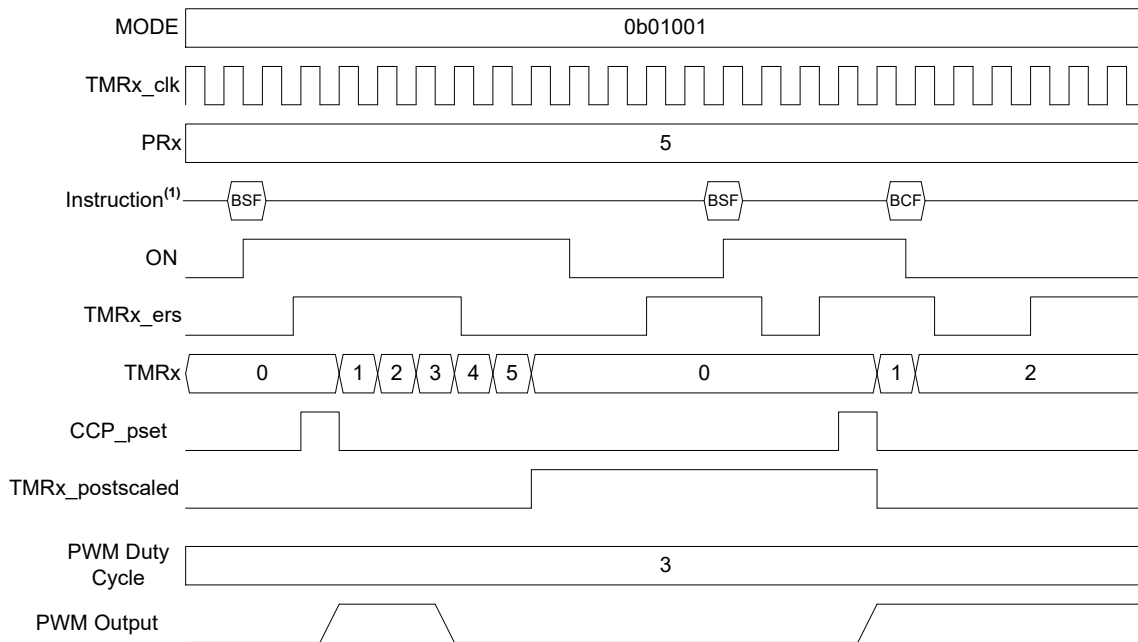 MODE 0b01001
TMRx_clk
PRx 5
Instruction(1) BSF BSF BCF
ON
TMRx_ers
TMRx 0 1 2 3 4 5 0 1 2
CCP_pset
TMRx_postscaled
PWM Duty
Cycle 3
PWM Output